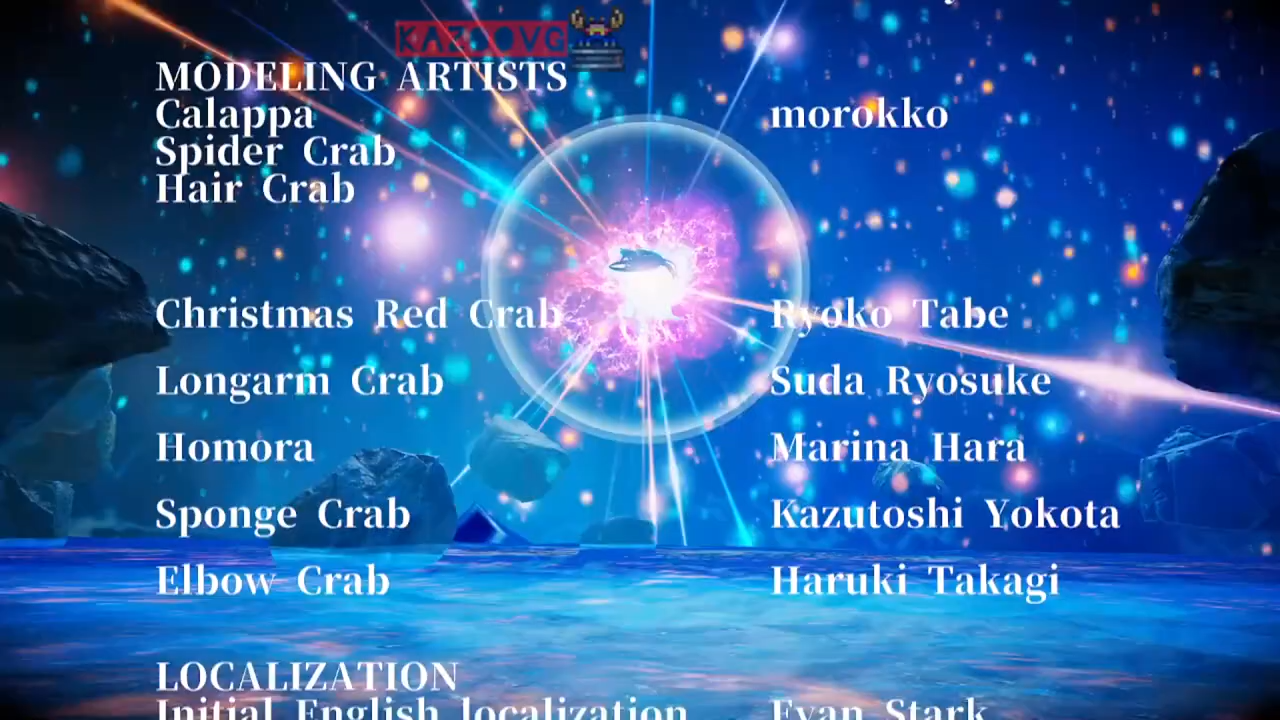 KAZOOVG
MODELING ARTISTS
Calappa morokko
Spider Crab
Hair Crab
Christmas Red Crab Ryoko Tabe
Longarm Crab Suda Ryosuke
Homora Marina Hara
Sponge Crab Kazutoshi Yokota
Elbow Crab Haruki Takagi
LOCALIZATION
Initial English localization Evan Stark